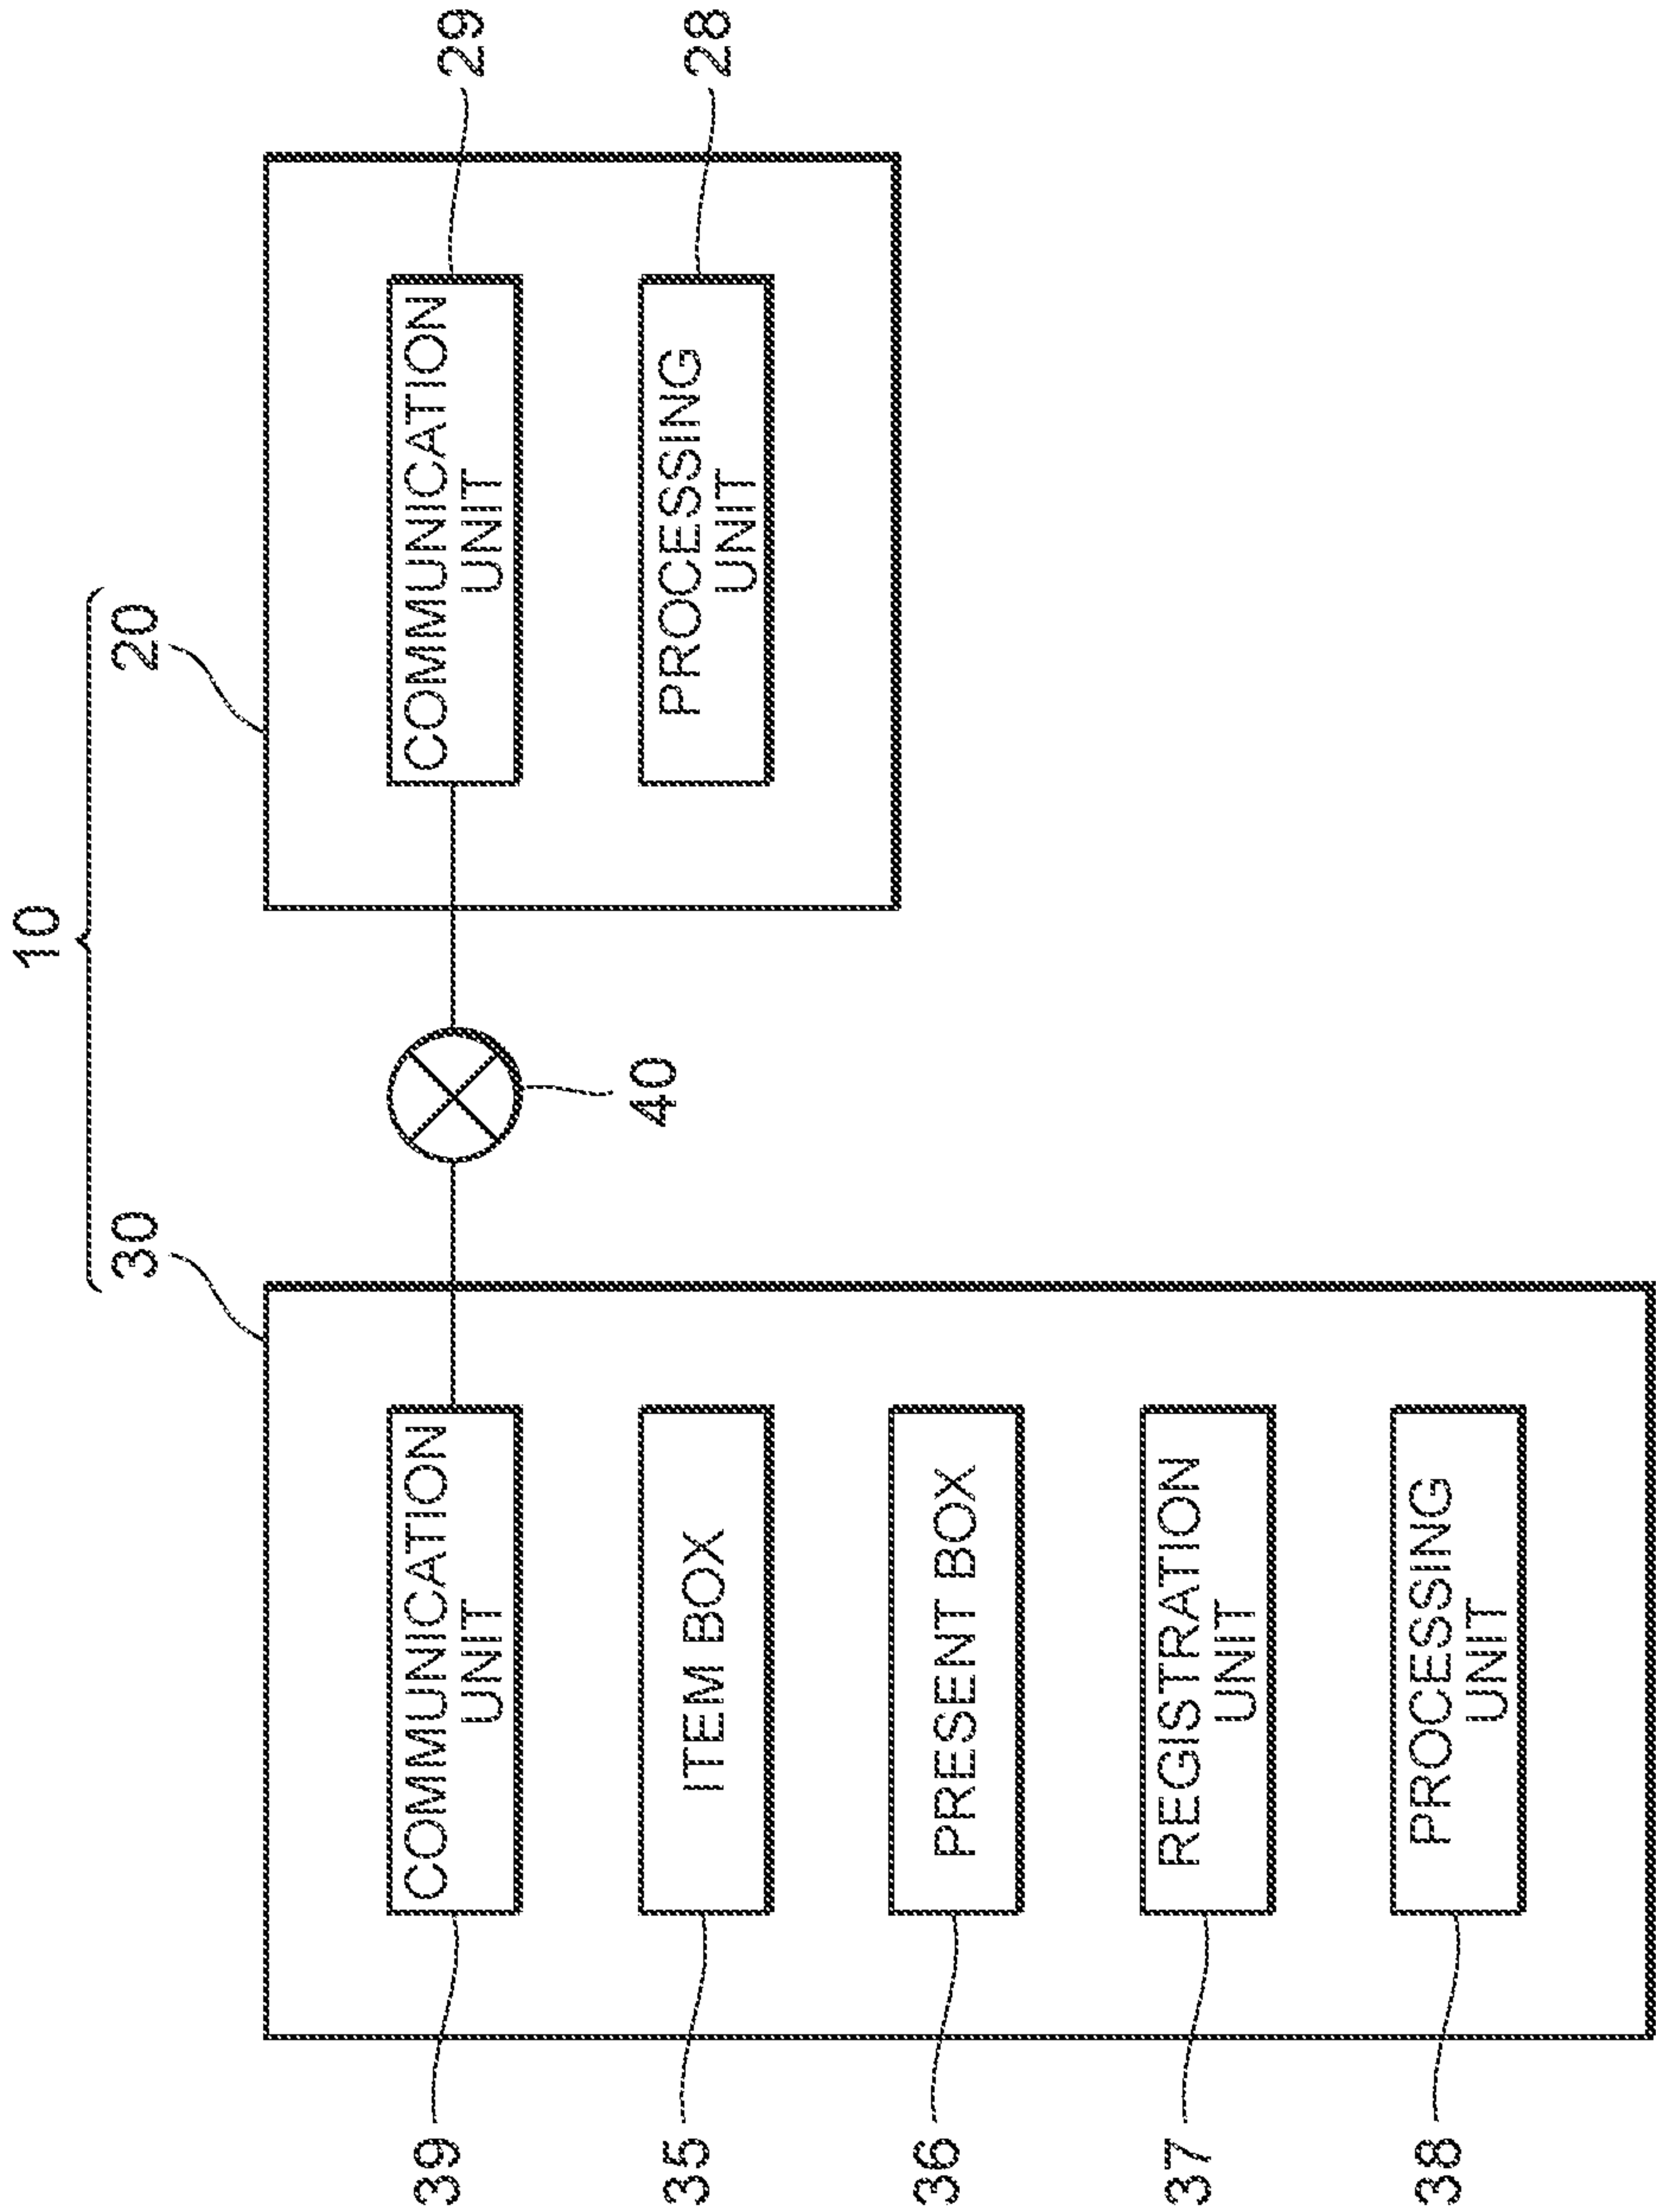 10
30
20
39
COMMUNICATION
UNIT
35
ITEM BOX
36
PRESENT BOX
37
REGISTRATION
UNIT
38
PROCESSING
UNIT
40
COMMUNICATION
UNIT
29
PROCESSING
UNIT
28